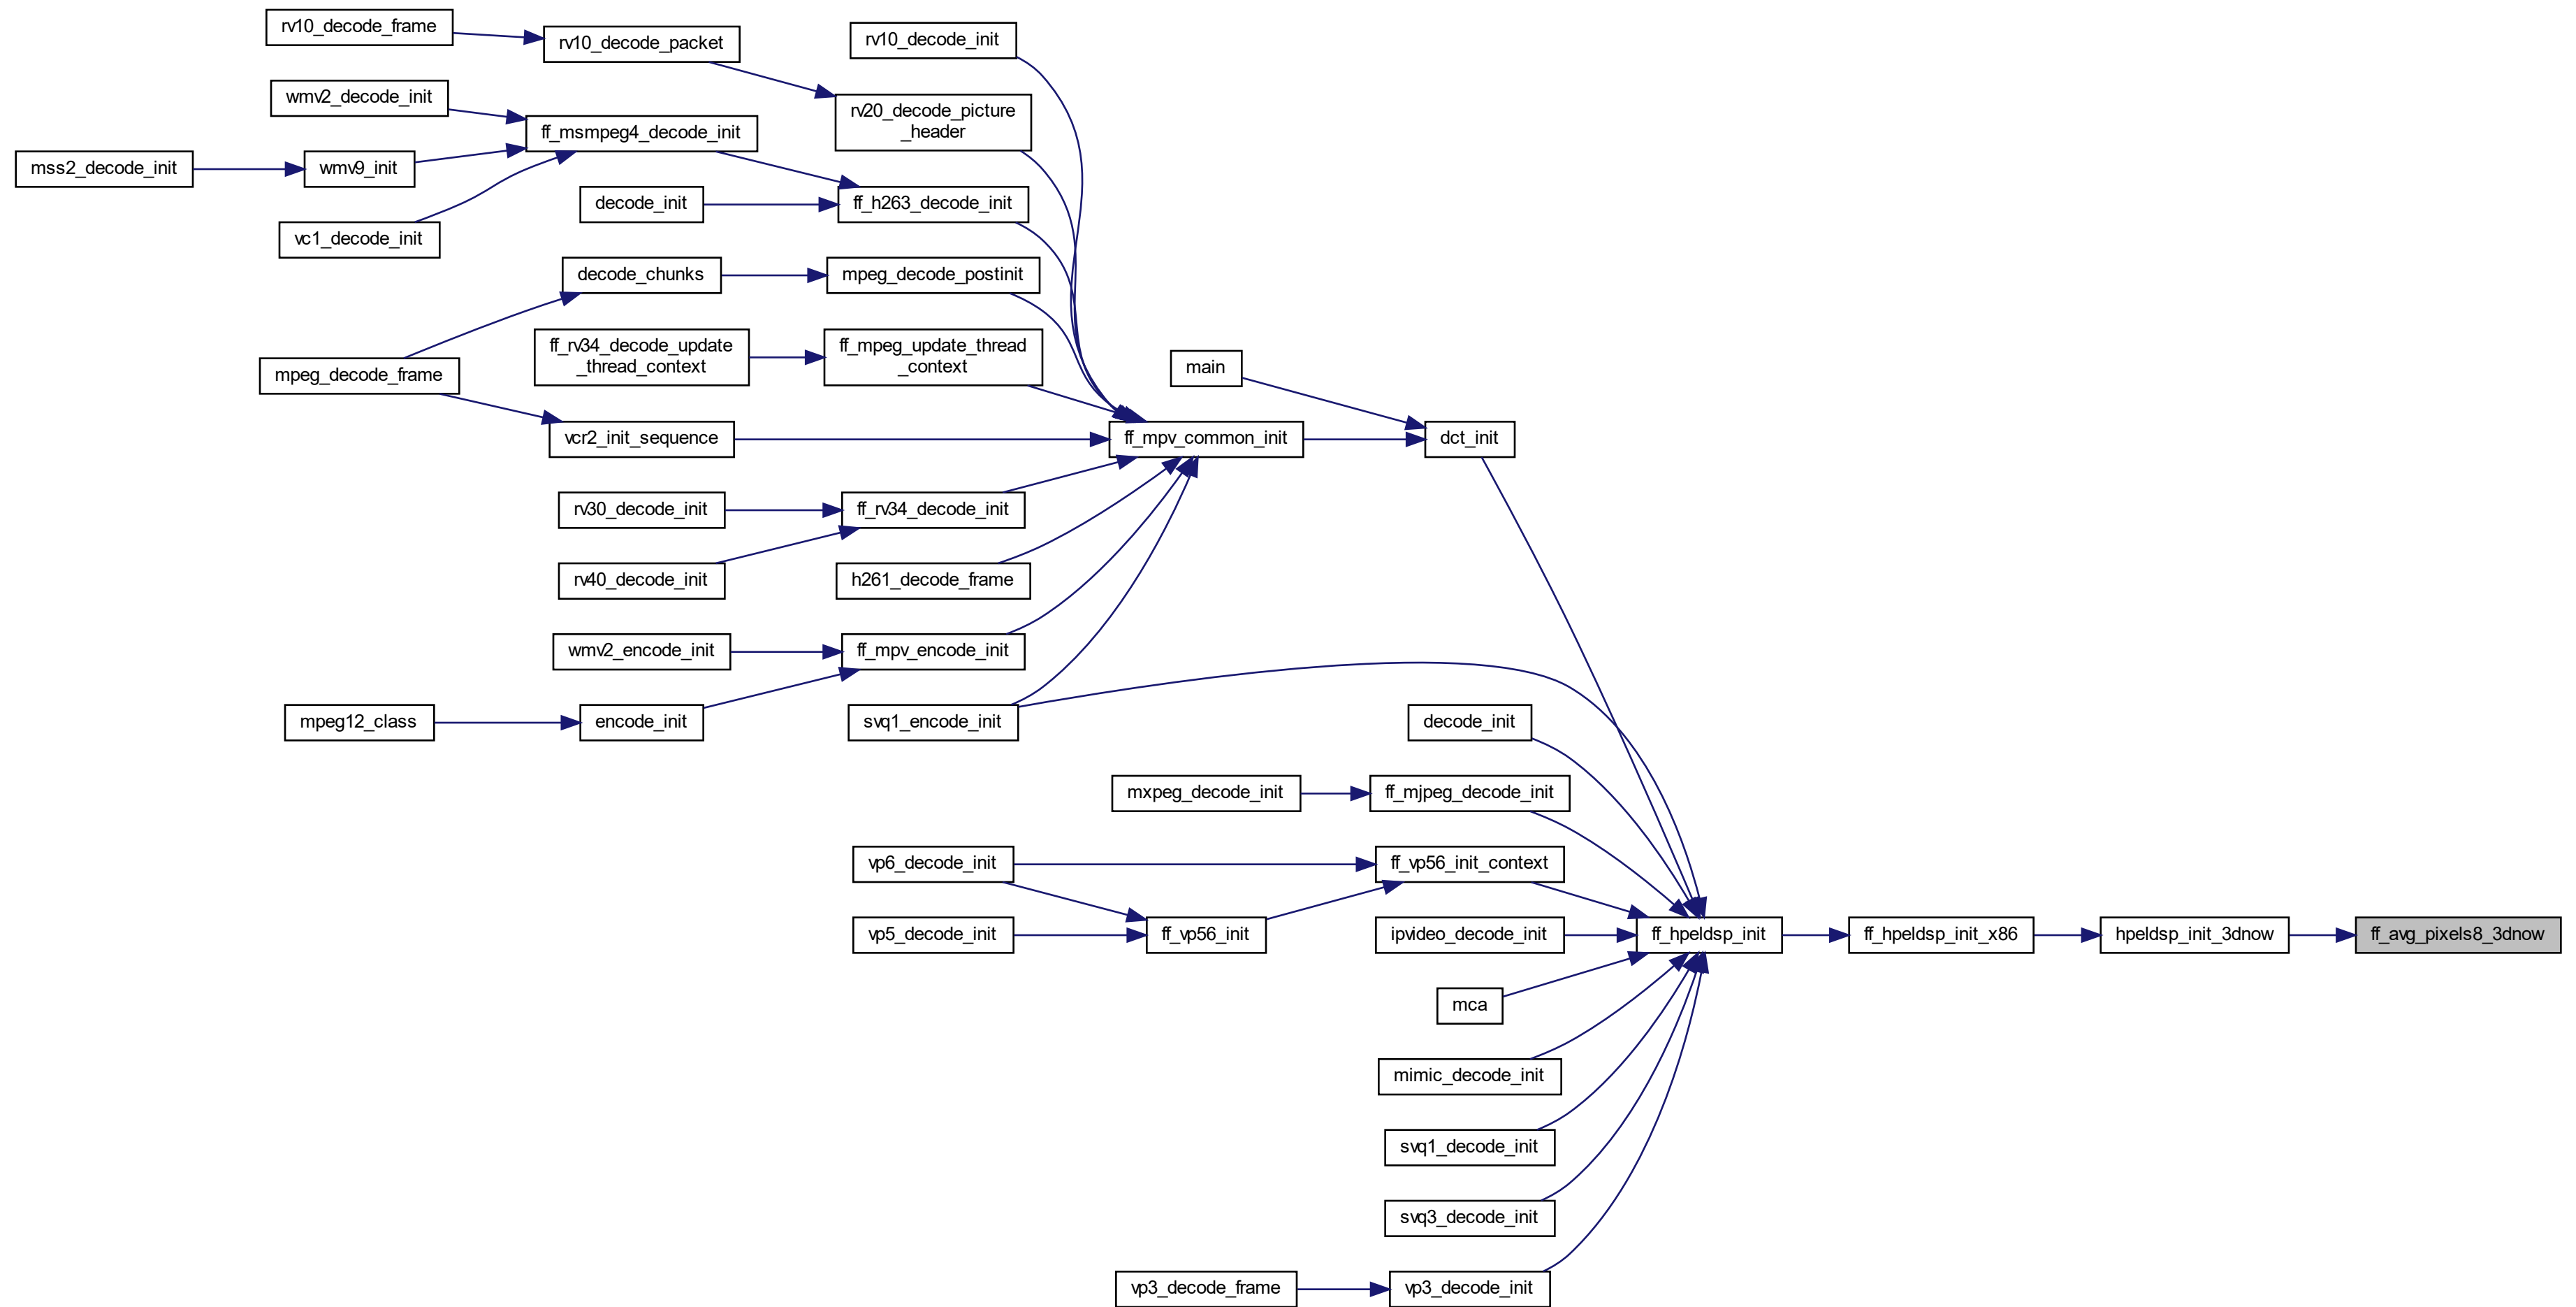 rv10_decode_frame
rv10_decode_packet
rv10_decode_init
wmv2_decode_init
rv20_decode_picture
_header
ff_msmpeg4_decode_init
mss2_decode_init
wmv9_init
decode_init
ff_h263_decode_init
vc1_decode_init
decode_chunks
mpeg_decode_postinit
ff_rv34_decode_update
_thread_context
ff_mpeg_update_thread
_context
main
mpeg_decode_frame
vcr2_init_sequence
ff_mpv_common_init
dct_init
rv30_decode_init
ff_rv34_decode_init
rv40_decode_init
h261_decode_frame
wmv2_encode_init
ff_mpv_encode_init
mpeg12_class
encode_init
svq1_encode_init
decode_init
mxpeg_decode_init
ff_mjpeg_decode_init
vp6_decode_init
ff_vp56_init_context
vp5_decode_init
ff_vp56_init
ipvideo_decode_init
ff_hpeldsp_init
ff_hpeldsp_init_x86
hpeldsp_init_3dnow
ff_avg_pixels8_3dnow
mca
mimic_decode_init
svq1_decode_init
svq3_decode_init
vp3_decode_frame
vp3_decode_init